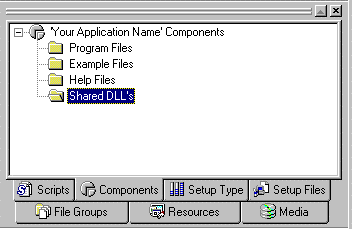 'Your Application Name' Components
Program Files
Example Files
Help Files
Shared DLL's
Scripts
Components
Setup Type
Setup Files
File Groups
Resources
Media